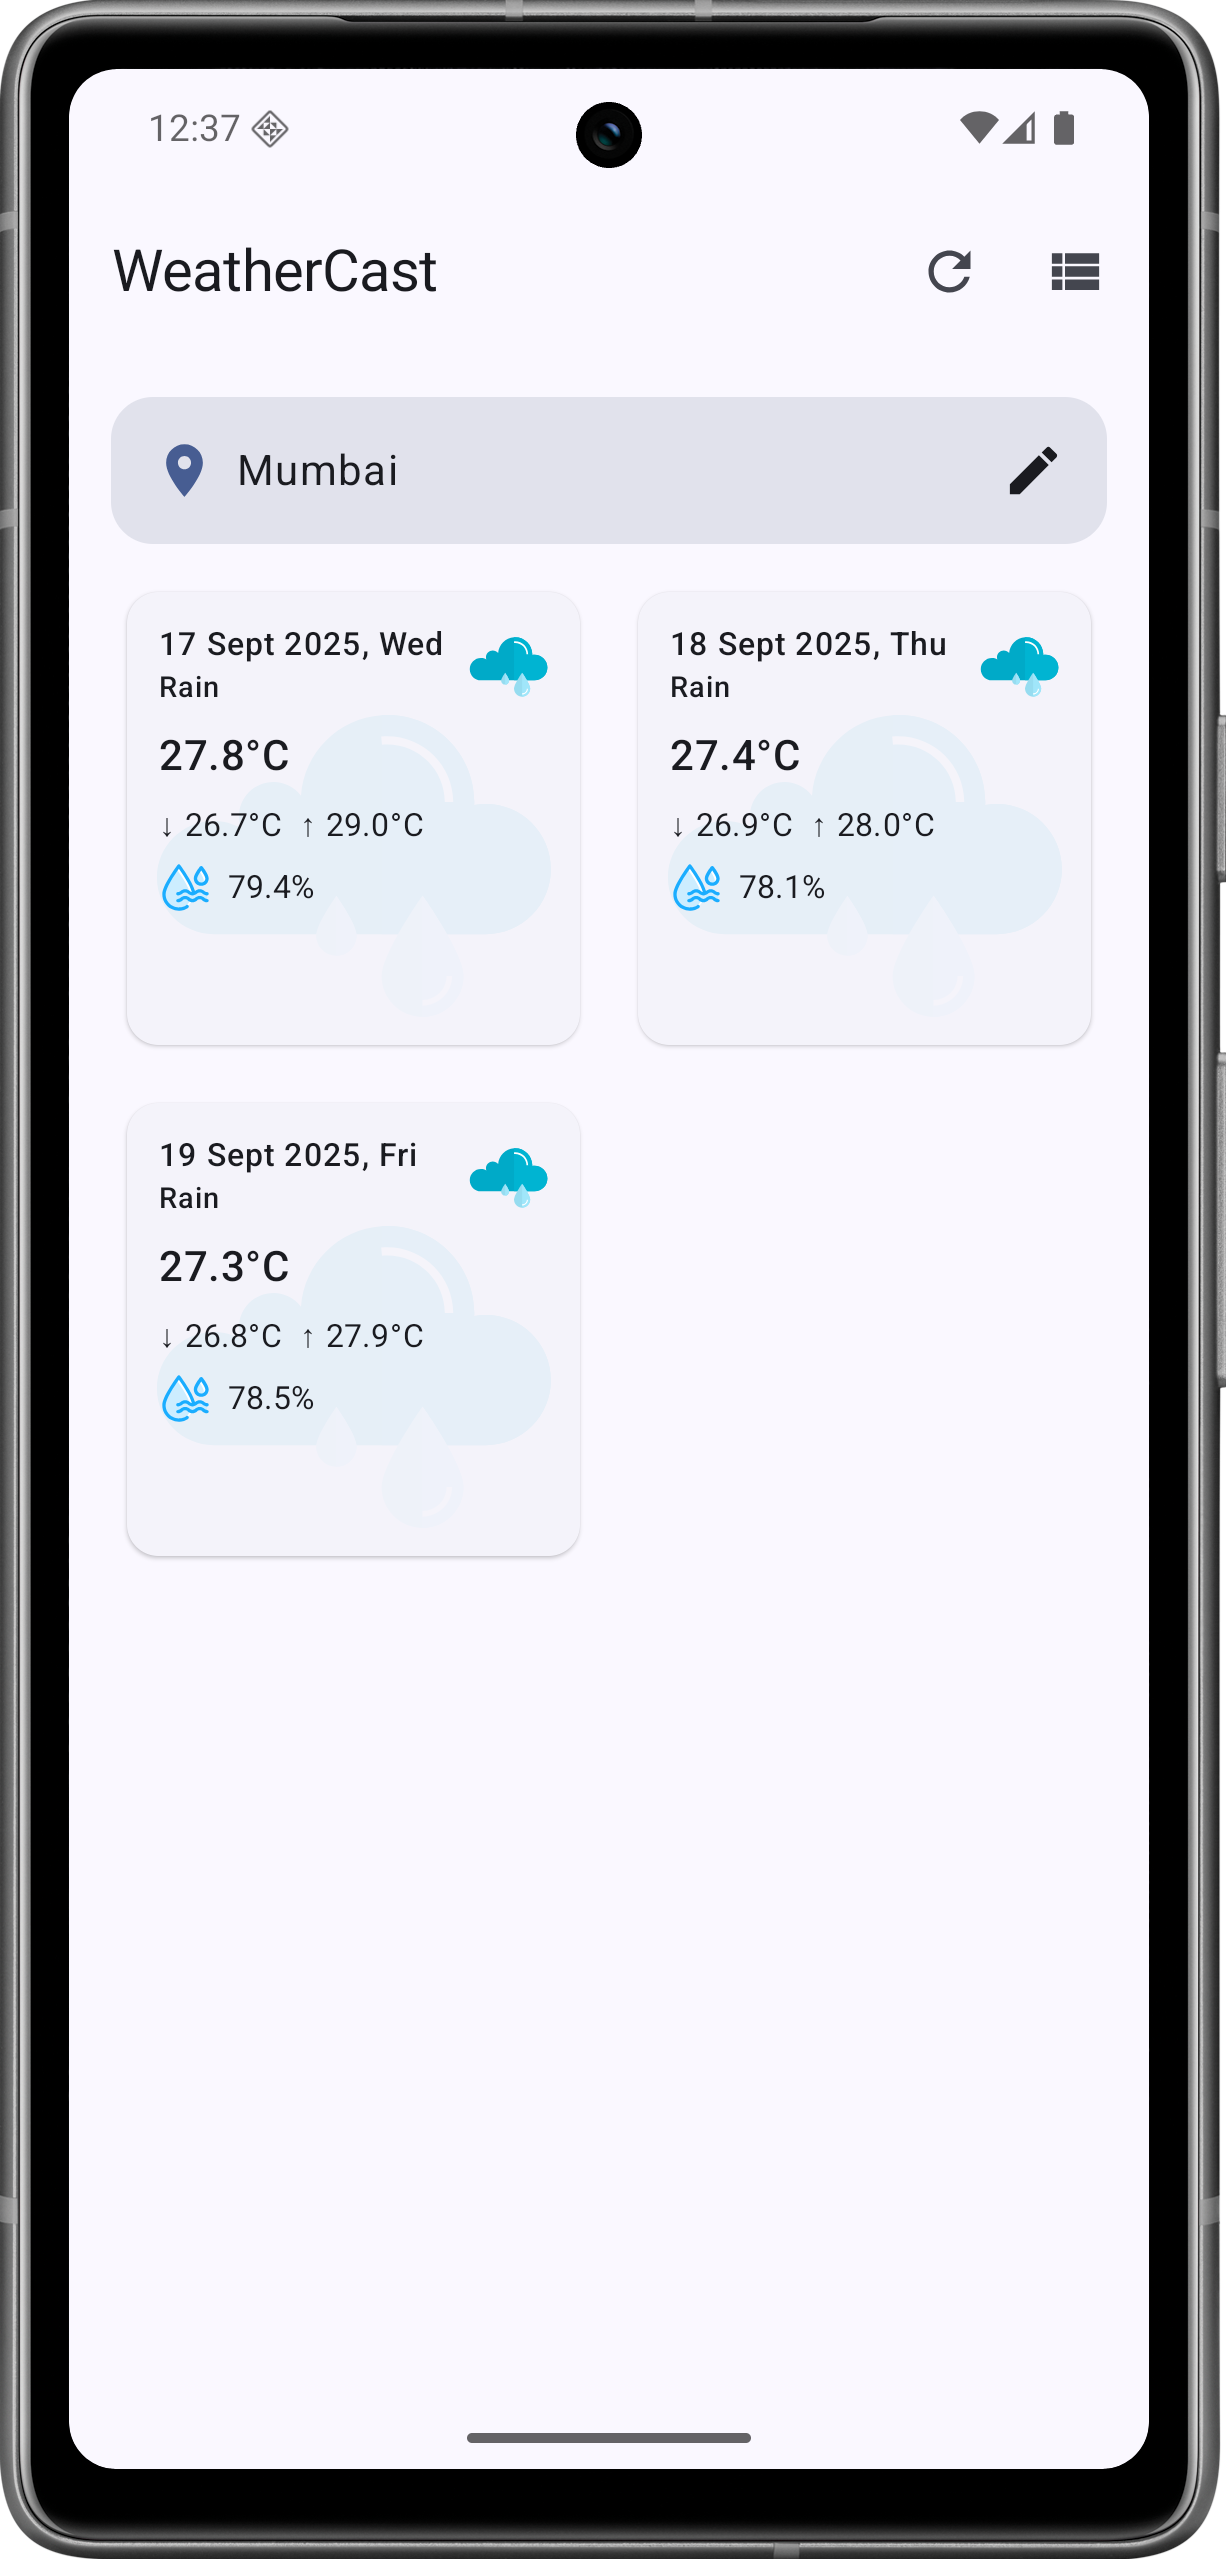 12:37
WeatherCast
Mumbai
17 Sept 2025, Wed
Rain
27.8°C
↓ 26.7°C ↑ 29.0°C
79.4%
18 Sept 2025, Thu
Rain
27.4°C
↓ 26.9°C ↑ 28.0°C
78.1%
19 Sept 2025, Fri
Rain
27.3°C
↓ 26.8°C ↑ 27.9°C
78.5%